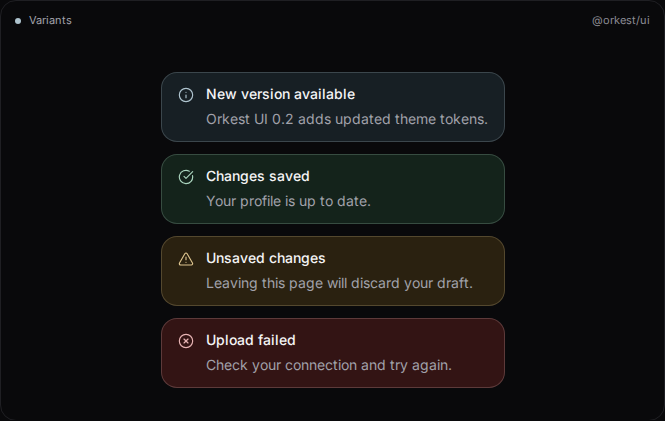 Variants
@orkest/ui
New version available
Orkest UI 0.2 adds updated theme tokens.
Changes saved
Your profile is up to date.
Unsaved changes
Leaving this page will discard your draft.
Upload failed
Check your connection and try again.